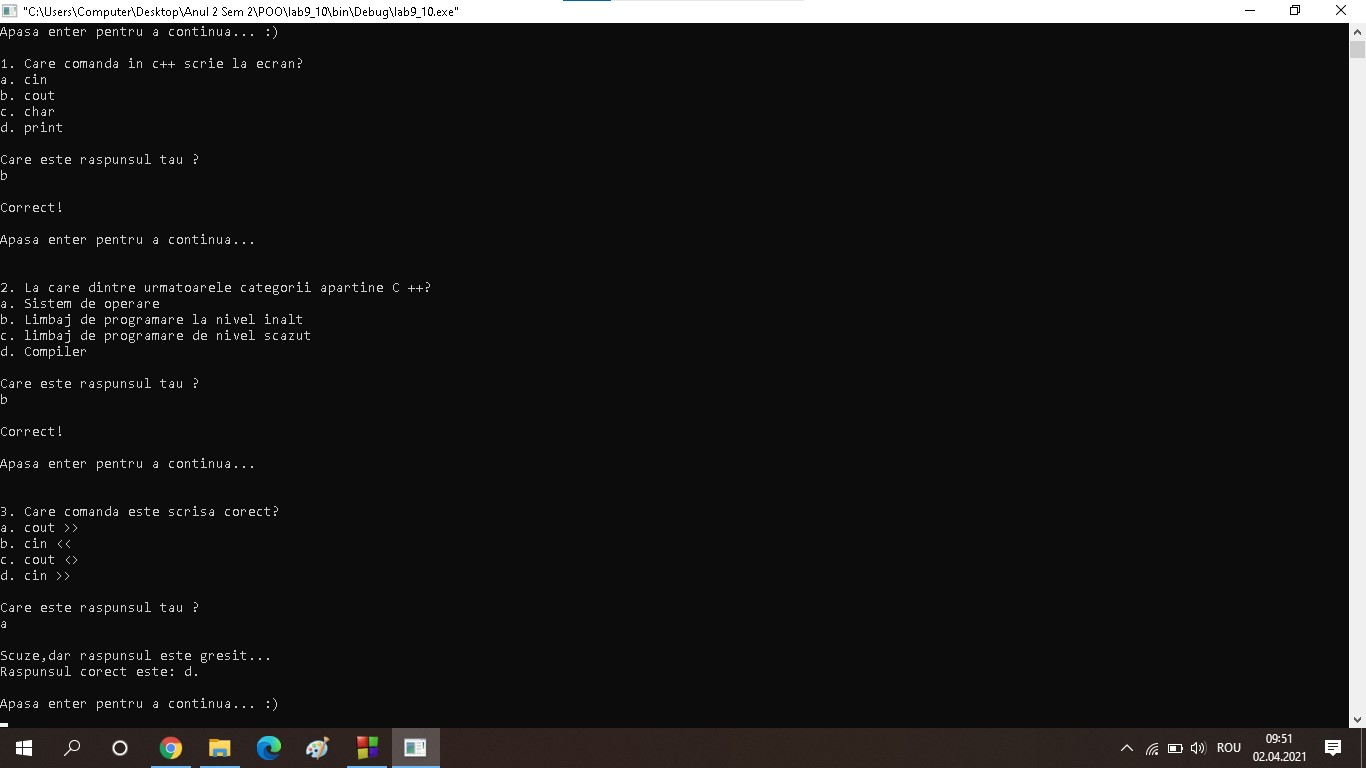 "C:\Users\Computer\Desktop\Anul 2 Sem 2\POO\lab9_10\bin\Debug\lab9_10.exe"
Apasa enter pentru a continua... :)
1. Care comanda in c++ scrie la ecran?
a. cin
b. cout
c. char
d. print
Care este raspunsul tau ?
b
Correct!
Apasa enter pentru a continua...
2. La care dintre urmatoarele categorii apartine C ++?
a. Sistem de operare
b. Limbaj de programare la nivel inalt
c. limbaj de programare de nivel scazut
d. Compiler
Care este raspunsul tau ?
b
Correct!
Apasa enter pentru a continua...
3. Care comanda este scrisa corect?
a. cout >>
b. cin <<
c. cout <>
d. cin >>
Care este raspunsul tau ?
a
Scuze,dar raspunsul este gresit...
Raspunsul corect este: d.
Apasa enter pentru a continua... :)
ROU
09:51
02.04.2021